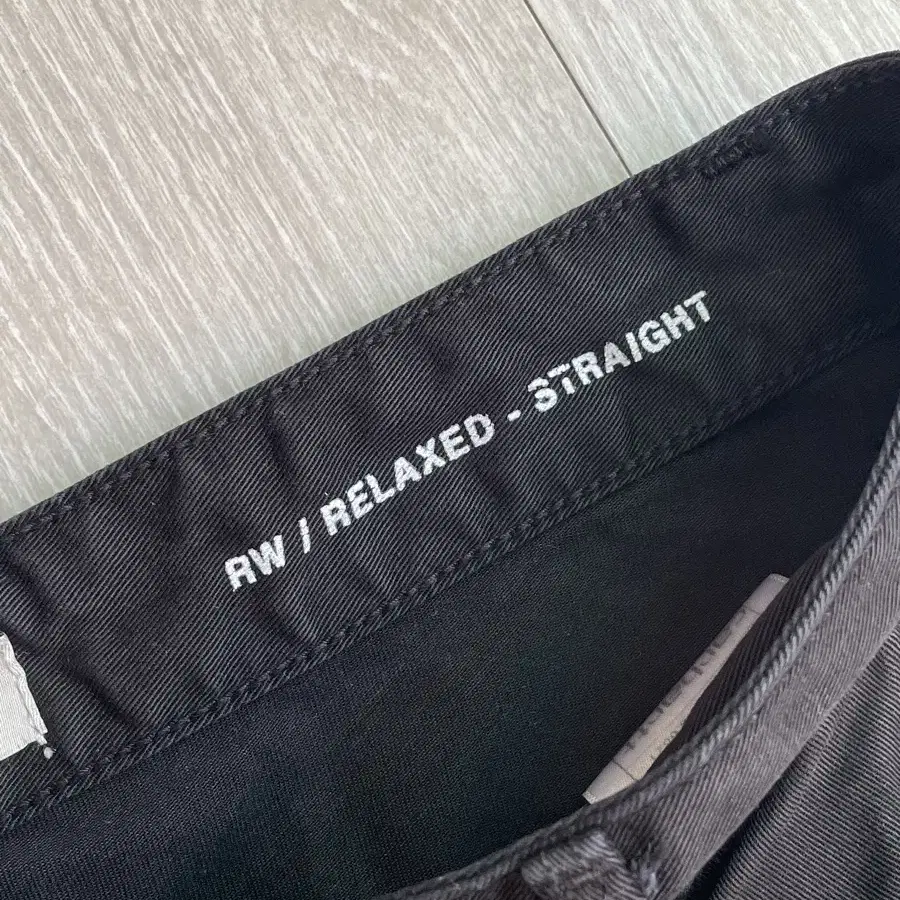 RW / RELAXED - STRAIGHT